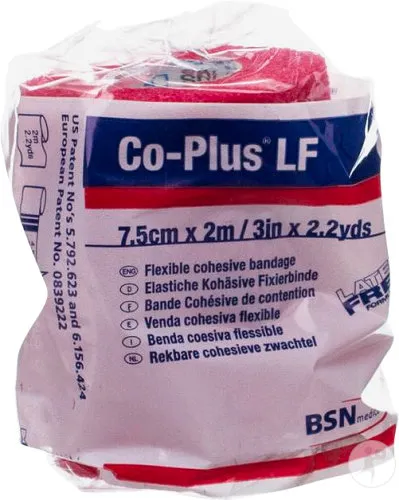 Co-Plus® LF
7.5cm x 2m / 3in x 2.2yds
ENG Flexible cohesive bandage
D Elastiche Kohäsive Fixierbinde
F Bande Cohésive de contention
E Venda cohesiva flexible
I Benda coesiva flessibile
NL Rekbare cohesieve zwachtel
LATEX
FREE
BSN medical
2m
2.2yds
US Patent No's 5.792.623 and 6.156.424
European Patent No. 0839222